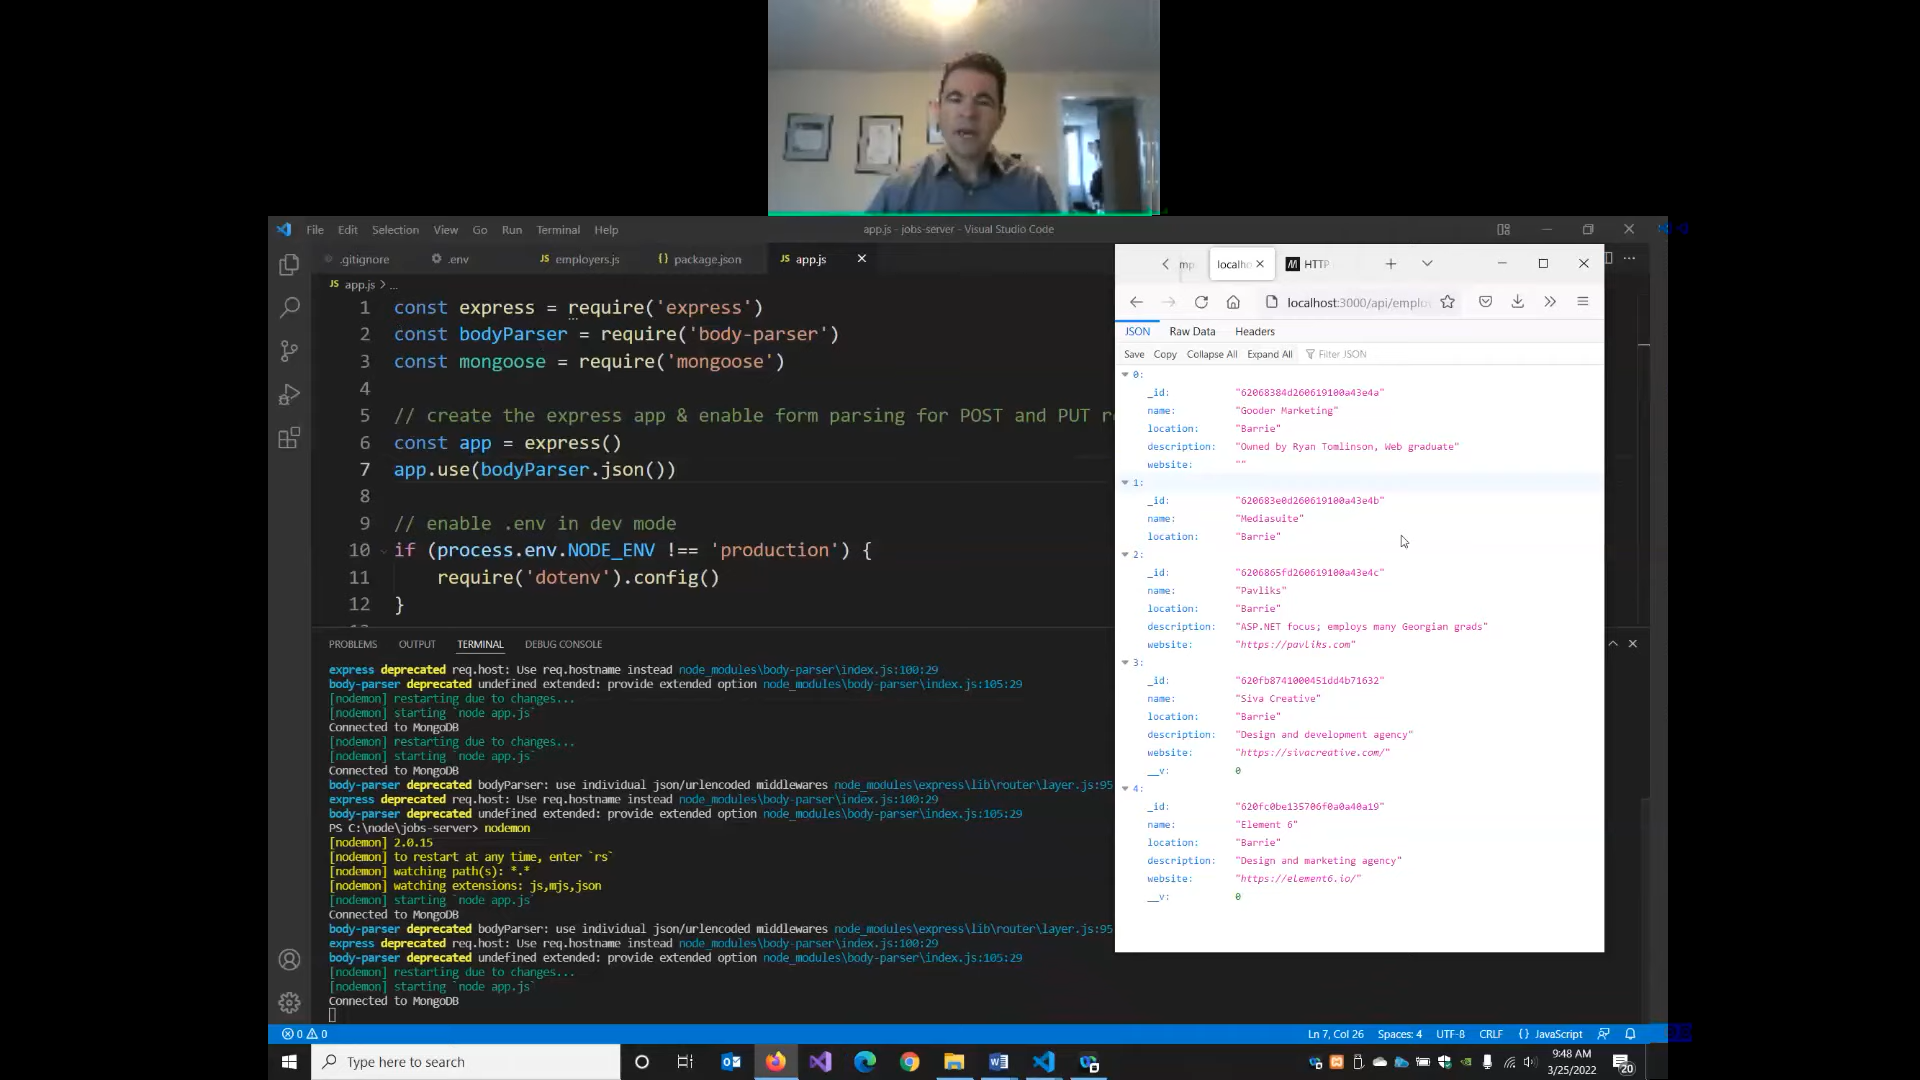 File Edit Selection View Go Run Terminal Help
app.js - jobs-server - Visual Studio Code
.gitignore
.env
JS employers.js
{} package.json
JS app.js
JS app.js > ...
1 const express = require('express')
2 const bodyParser = require('body-parser')
3 const mongoose = require('mongoose')
4
5 // create the express app & enable form parsing for POST and PUT r
6 const app = express()
7 app.use(bodyParser.json())
8
9 // enable .env in dev mode
10 if (process.env.NODE_ENV !== 'production') {
11 require('dotenv').config()
12 }
PROBLEMS OUTPUT TERMINAL DEBUG CONSOLE
express deprecated req.host: Use req.hostname instead node_modules\body-parser\index.js:100:29
body-parser deprecated undefined extended: provide extended option node_modules\body-parser\index.js:105:29
[nodemon] restarting due to changes...
[nodemon] starting `node app.js`
Connected to MongoDB
[nodemon] restarting due to changes...
[nodemon] starting `node app.js`
Connected to MongoDB
body-parser deprecated bodyParser: use individual json/urlencoded middlewares node_modules\express\lib\router\layer.js:95
express deprecated req.host: Use req.hostname instead node_modules\body-parser\index.js:100:29
body-parser deprecated undefined extended: provide extended option node_modules\body-parser\index.js:105:29
PS C:\node\jobs-server> nodemon
[nodemon] 2.0.15
[nodemon] to restart at any time, enter `rs`
[nodemon] watching path(s): *.*
[nodemon] watching extensions: js,mjs,json
[nodemon] starting `node app.js`
Connected to MongoDB
body-parser deprecated bodyParser: use individual json/urlencoded middlewares node_modules\express\lib\router\layer.js:95
express deprecated req.host: Use req.hostname instead node_modules\body-parser\index.js:100:29
body-parser deprecated undefined extended: provide extended option node_modules\body-parser\index.js:105:29
[nodemon] restarting due to changes...
[nodemon] starting `node app.js`
Connected to MongoDB
mp
localho
HTTP
localhost:3000/api/emplo
JSON Raw Data Headers
Save Copy Collapse All Expand All Filter JSON
0:
_id: "62068384d260619100a43e4a"
name: "Gooder Marketing"
location: "Barrie"
description: "Owned by Ryan Tomlinson, Web graduate"
website: ""
1:
_id: "620683e0d260619100a43e4b"
name: "Mediasuite"
location: "Barrie"
2:
_id: "6206865fd260619100a43e4c"
name: "Pavliks"
location: "Barrie"
description: "ASP.NET focus; employs many Georgian grads"
website: "https://pavliks.com"
3:
_id: "620fb8741000451dd4b71632"
name: "Siva Creative"
location: "Barrie"
description: "Design and development agency"
website: "https://sivacreative.com/"
__v: 0
4:
_id: "620fc0be135706f0a0a40a19"
name: "Element 6"
location: "Barrie"
description: "Design and marketing agency"
website: "https://element6.io/"
__v: 0
0 0
Ln 7, Col 26 Spaces: 4 UTF-8 CRLF {} JavaScript
Type here to search
9:48 AM
3/25/2022
20